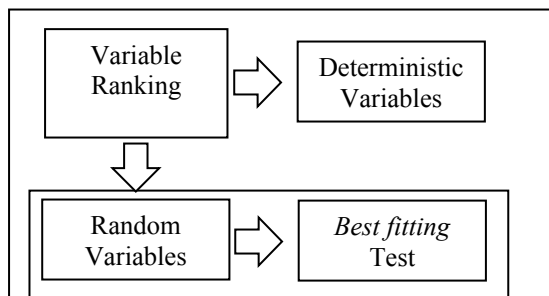 Variable
Ranking
Deterministic
Variables
Random
Variables
Best fitting
Test